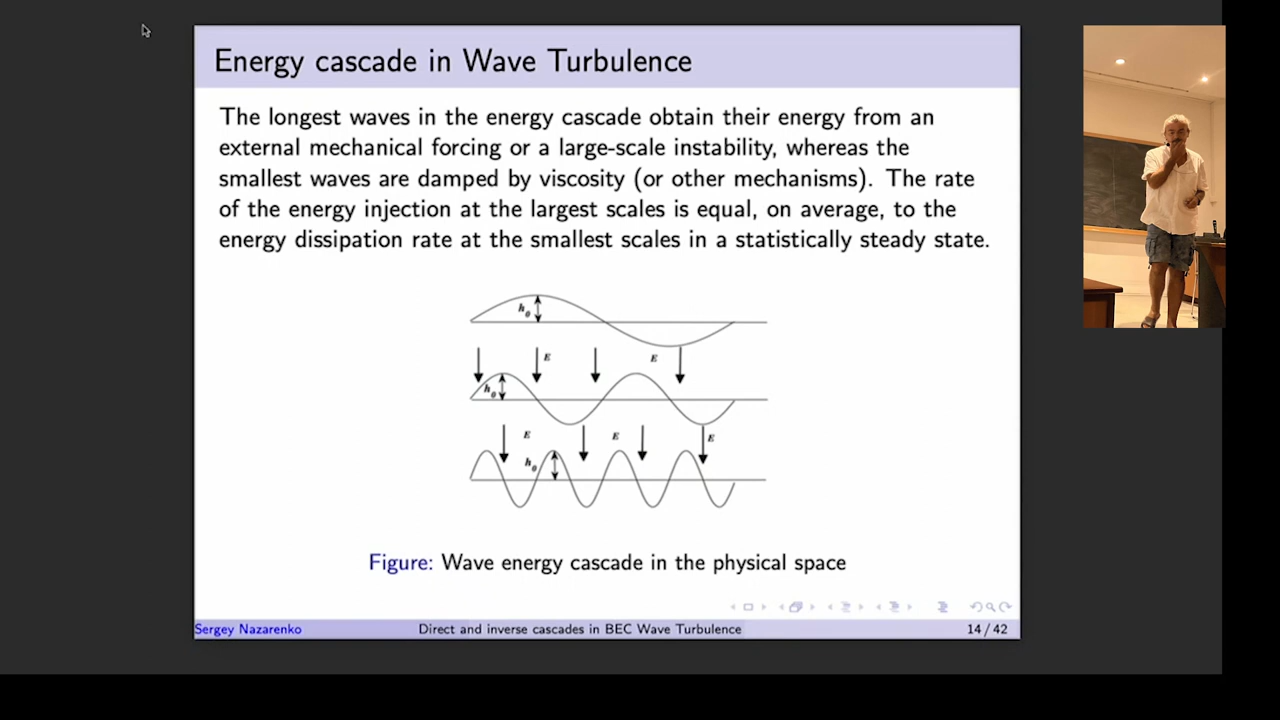 Energy cascade in Wave Turbulence
The longest waves in the energy cascade obtain their energy from an
external mechanical forcing or a large-scale instability, whereas the
smallest waves are damped by viscosity (or other mechanisms). The rate
of the energy injection at the largest scales is equal, on average, to the
energy dissipation rate at the smallest scales in a statistically steady state.
h₀
E E
h₀
E E E
h₀
Figure: Wave energy cascade in the physical space
Sergey Nazarenko Direct and inverse cascades in BEC Wave Turbulence 14 / 42